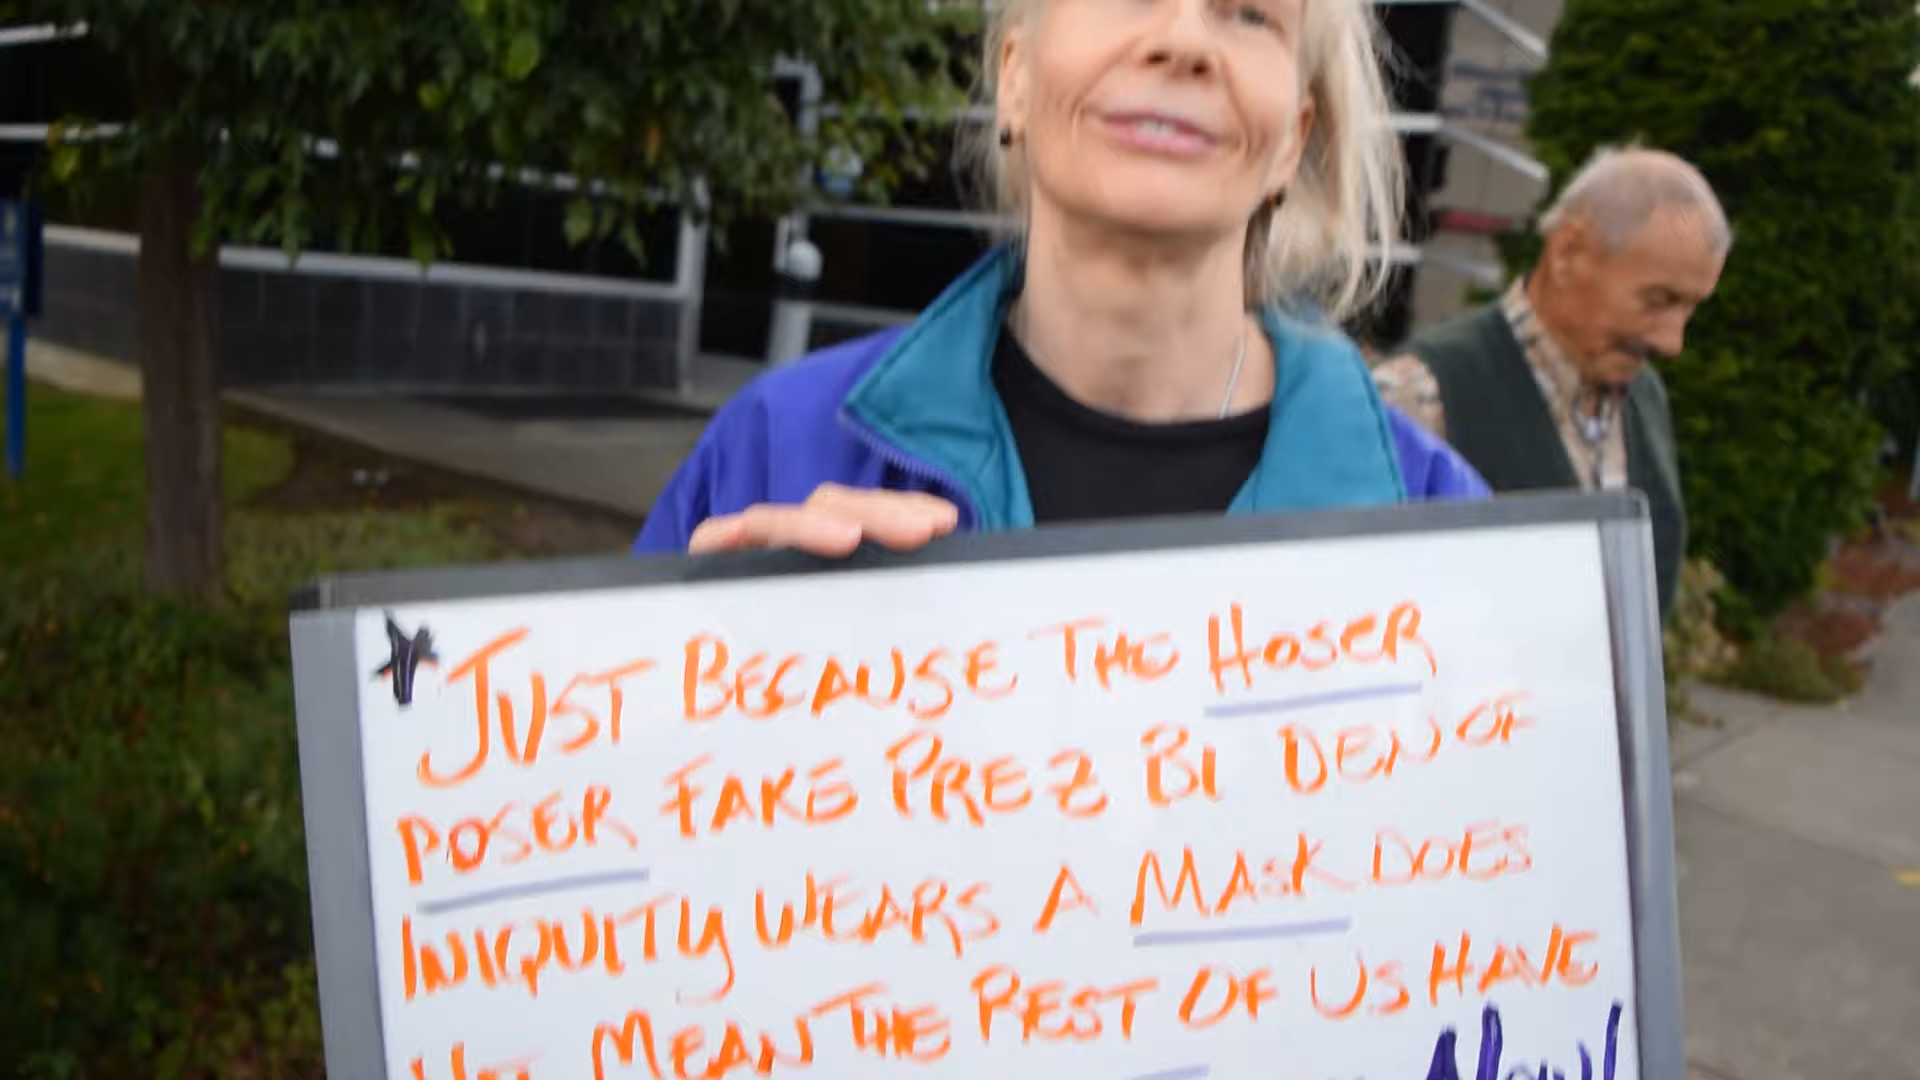 JUST BECAUSE THE HOSER
POSER FAKE PREZ BI DEN OF
INIQUITY WEARS A MASK DOES
MEAN THE REST OF US HAVE
NOW!